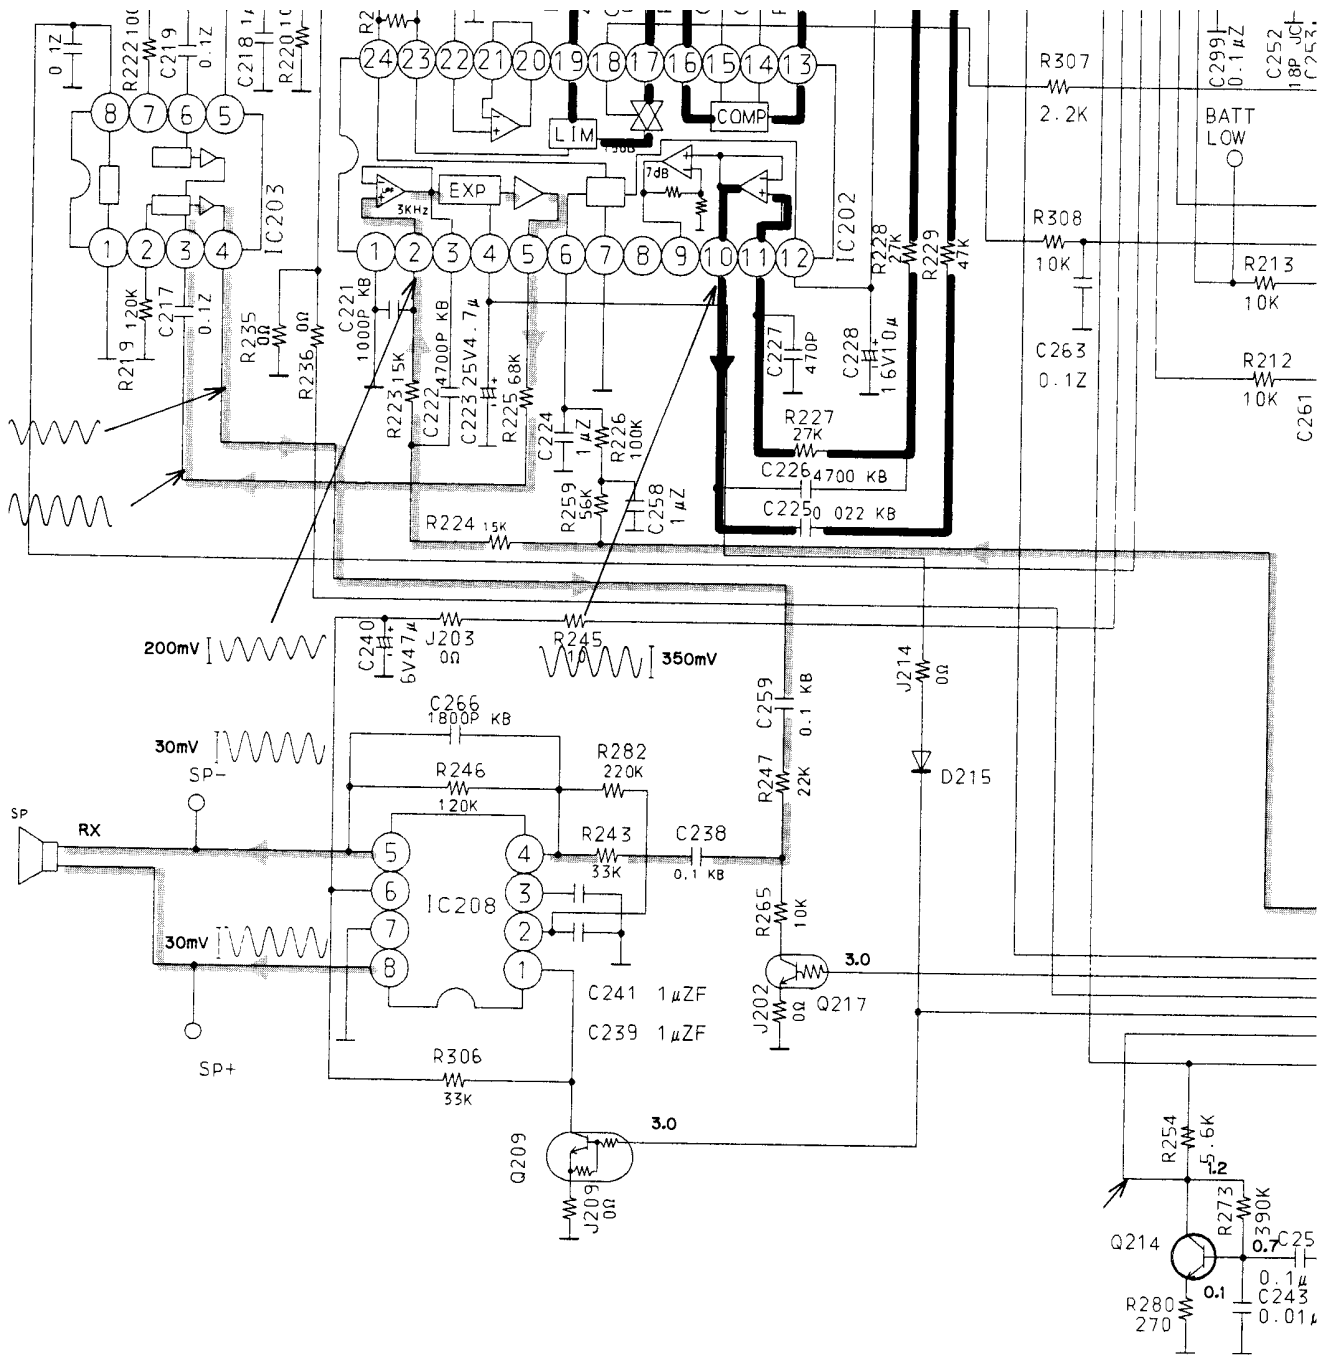 0.1Z
R222
C219
0.1Z
C218
R220
8
7
6
5
1
2
3
4
IC203
24
23
22
21
20
19
18
17
16
15
14
13
LIM
COMP
LPF
3KHz
EXP
7dB
1
2
3
4
5
6
7
8
9
10
11
12
IC202
R228
27K
R229
47K
R307
2.2K
C299
0.1µZ
C252
18P JC
C253
BATT
LOW
R308
10K
C263
0.1Z
R213
10K
R212
10K
C261
R219
120K
C217
0.1Z
R235
0Ω
R236
0Ω
C221
1000P KB
R223
15K
C222
4700P KB
C223
25V4.7µ
R225
68K
C224
1µZ
R226
100K
R259
56K
C258
1µZ
C227
470P
C228
16V10µ
R227
27K
C226
4700 KB
C225
0 022 KB
R224
15K
200mV
C240
6V47µ
J203
0Ω
R245
10
350mV
C259
0.1 KB
R247
22K
J214
0Ω
D215
30mV
SP-
C266
1800P KB
R246
120K
R282
220K
R243
33K
C238
0.1 KB
SP
RX
5
6
7
8
4
3
2
1
IC208
30mV
SP+
C241 1µZF
C239 1µZF
R265
10K
3.0
Q217
J202
0Ω
R306
33K
3.0
Q209
J209
0Ω
R254
5.6K
1.2
R273
390K
Q214
0.7
C25
0.1µ
0.1
C243
0.01µ
R280
270